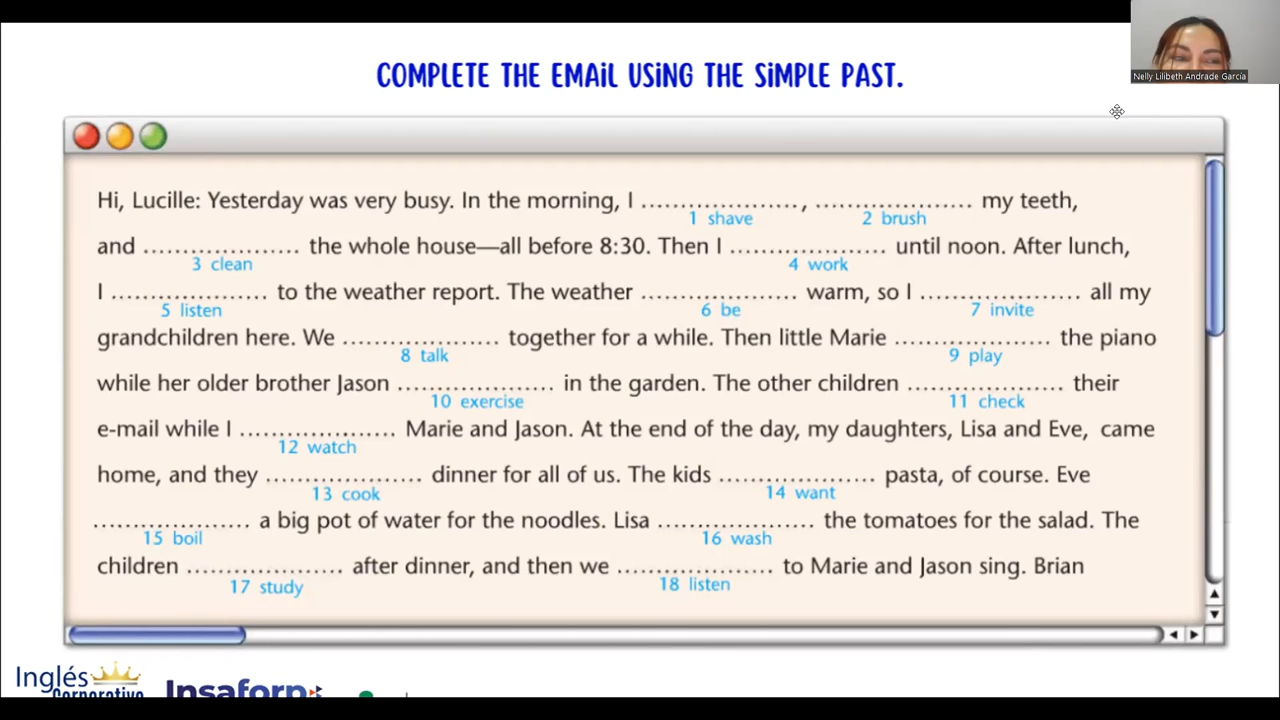 COMPLETE THE EMAIL USING THE SIMPLE PAST.
Nelly Lilibeth Andrade García
Hi, Lucille: Yesterday was very busy. In the morning, I ...................., .................... my teeth,
1 shave 2 brush
and .................... the whole house—all before 8:30. Then I .................... until noon. After lunch,
3 clean 4 work
I .................... to the weather report. The weather .................... warm, so I .................... all my
5 listen 6 be 7 invite
grandchildren here. We .................... together for a while. Then little Marie .................... the piano
8 talk 9 play
while her older brother Jason .................... in the garden. The other children .................... their
10 exercise 11 check
e-mail while I .................... Marie and Jason. At the end of the day, my daughters, Lisa and Eve, came
12 watch
home, and they .................... dinner for all of us. The kids .................... pasta, of course. Eve
13 cook 14 want
.................... a big pot of water for the noodles. Lisa .................... the tomatoes for the salad. The
15 boil 16 wash
children .................... after dinner, and then we .................... to Marie and Jason sing. Brian
17 study 18 listen
Inglés
Corporativo
Insaforp